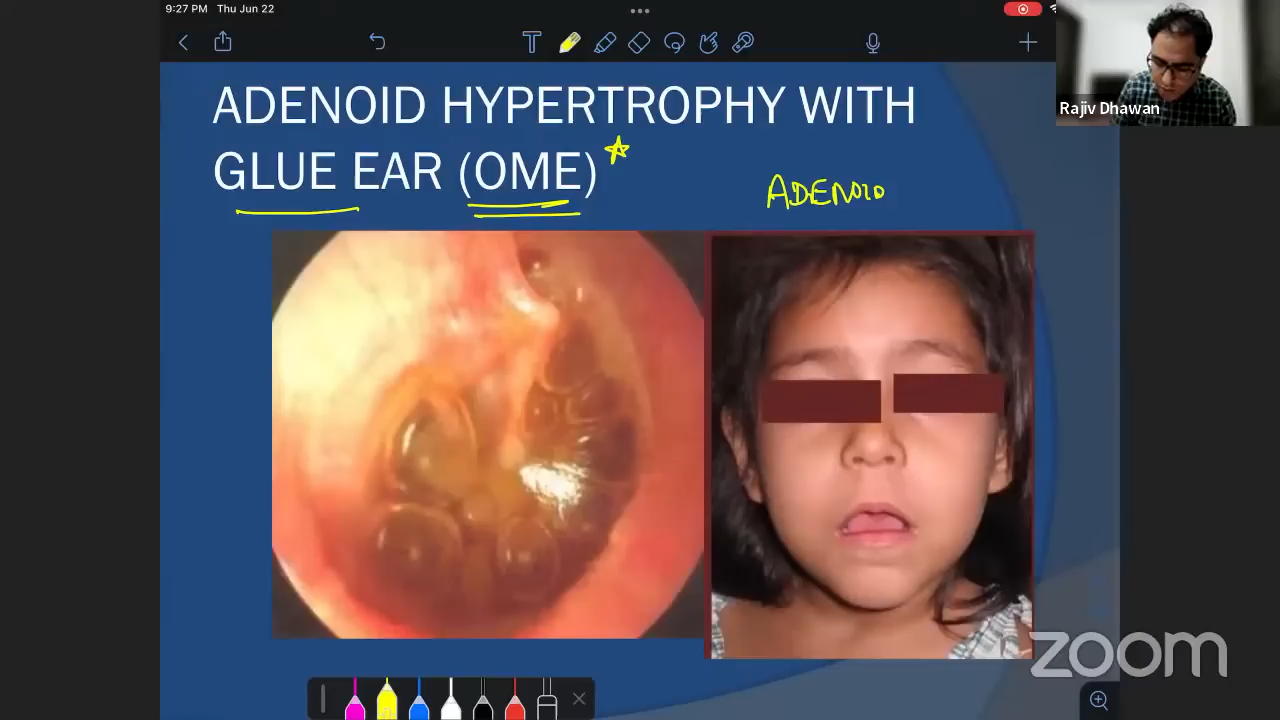 9:27 PM Thu Jun 22
Rajiv Dhawan
ADENOID HYPERTROPHY WITH
GLUE EAR (OME)
ADENOID
zoom